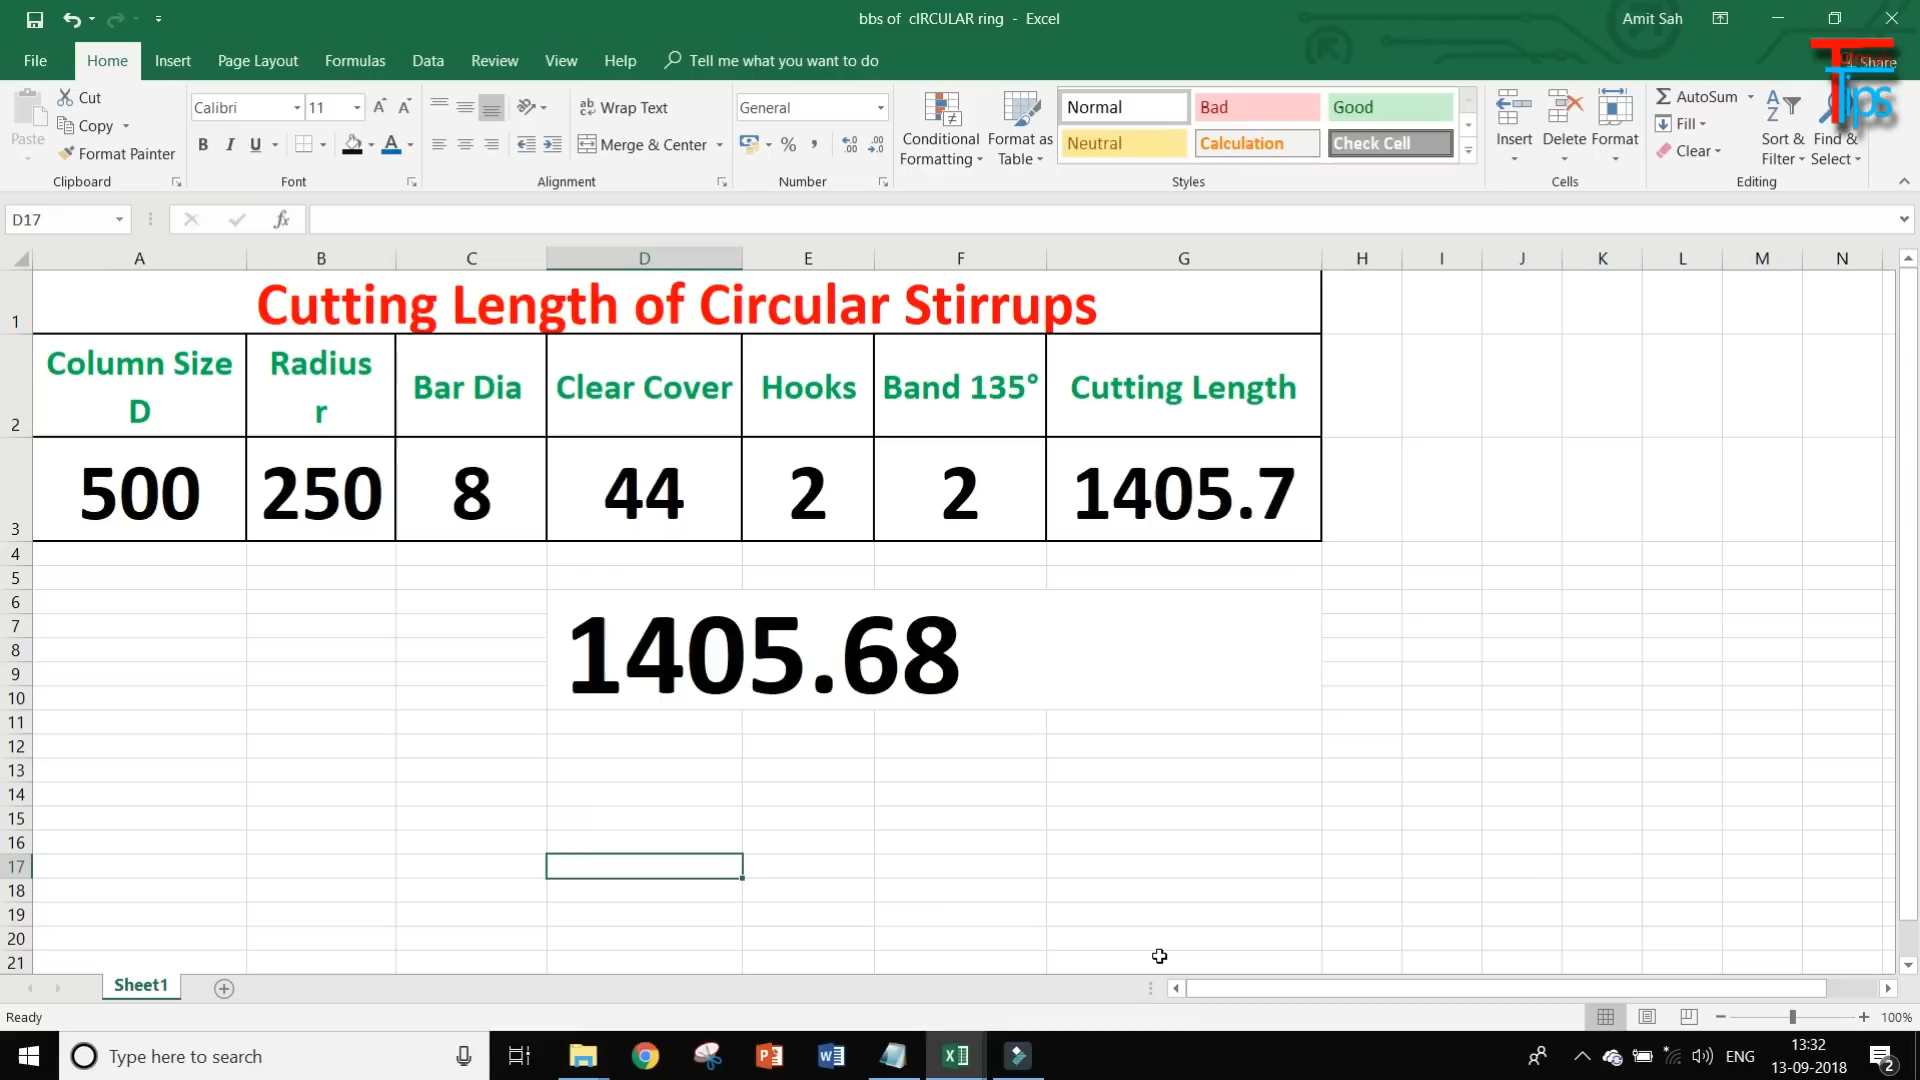 bbs of cIRCULAR ring - Excel
Amit Sah
File Home Insert Page Layout Formulas Data Review View Help Tell me what you want to do
Share
Tips
Paste
Cut
Copy
Format Painter
Clipboard
Calibri 11
B I U
Font
Wrap Text
Merge & Center
Alignment
General
Number
Conditional Formatting
Format as Table
Normal Bad Good
Neutral Calculation Check Cell
Styles
Insert Delete Format
Cells
AutoSum
Fill
Clear
Sort & Filter
Find & Select
Editing
D17
fx
A B C D E F G H I J K L M N
1 Cutting Length of Circular Stirrups
2 Column Size D Radius r Bar Dia Clear Cover Hooks Band 135° Cutting Length
3 500 250 8 44 2 2 1405.7
4
5
6
7
8
9
10
1405.68
11
12
13
14
15
16
17
18
19
20
21
Sheet1
Ready
100%
Type here to search
ENG
13:32
13-09-2018
2